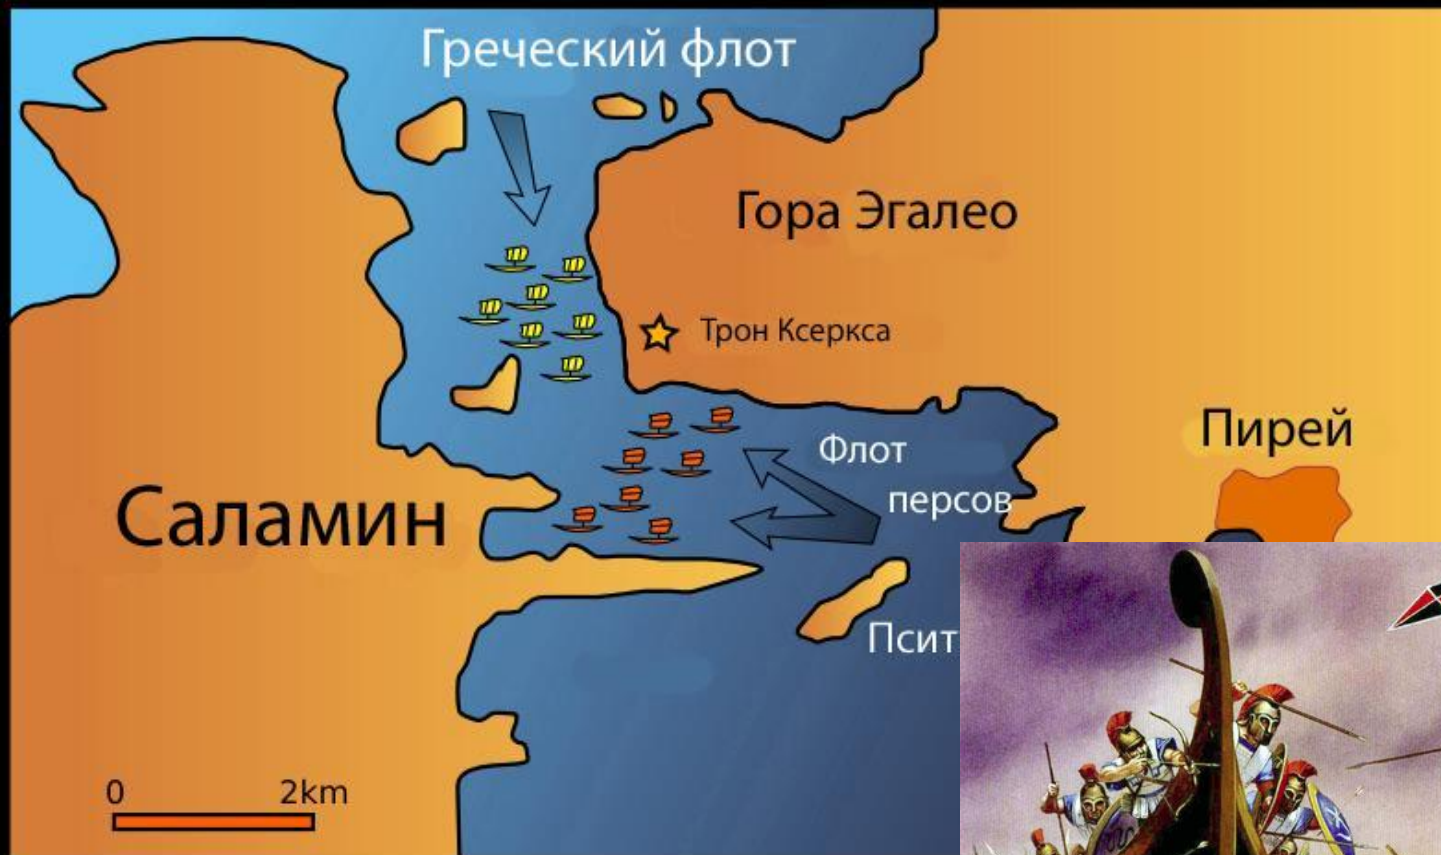 Греческий флот
Гора Эгалео
Трон Ксеркса
Пирей
Флот
персов
Саламин
0 2km